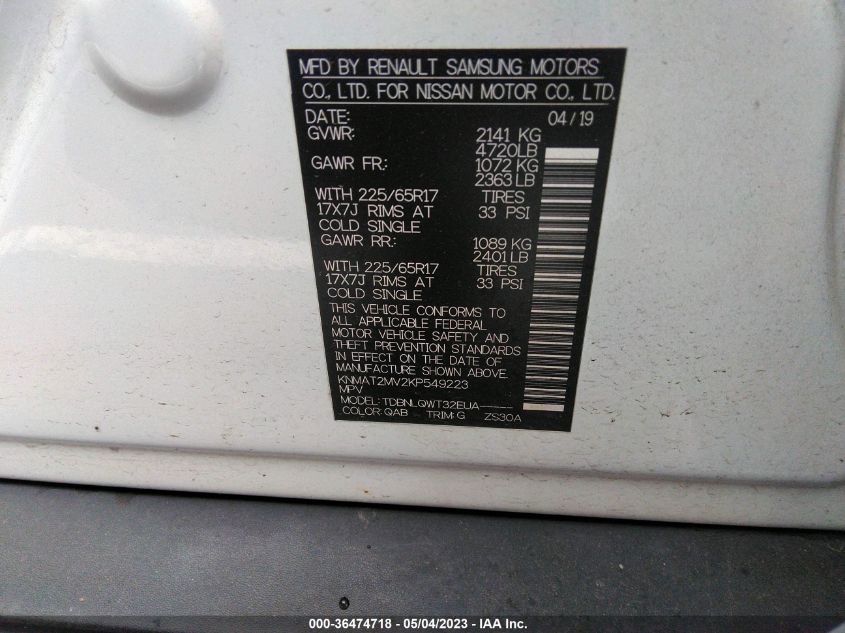 MFD BY RENAULT SAMSUNG MOTORS
CO., LTD. FOR NISSAN MOTOR CO., LTD.
DATE: 04/19
GVWR: 2141 KG
4720LB
GAWR FR: 1072 KG
2363LB
WITH 225/65R17 TIRES
17X7J RIMS AT 33 PSI
COLD SINGLE
GAWR RR: 1089 KG
2401LB
WITH 225/65R17 TIRES
17X7J RIMS AT 33 PSI
COLD SINGLE
THIS VEHICLE CONFORMS TO
ALL APPLICABLE FEDERAL
MOTOR VEHICLE SAFETY AND
THEFT PREVENTION STANDARDS
IN EFFECT ON THE DATE OF
MANUFACTURE SHOWN ABOVE.
KNMAT2MV2KP549223
MPV
MODEL: TDBNLQWT32EUA-----
COLOR: QAB TRIM: G ZS30A
000-36474718 - 05/04/2023 - © IAA Inc.